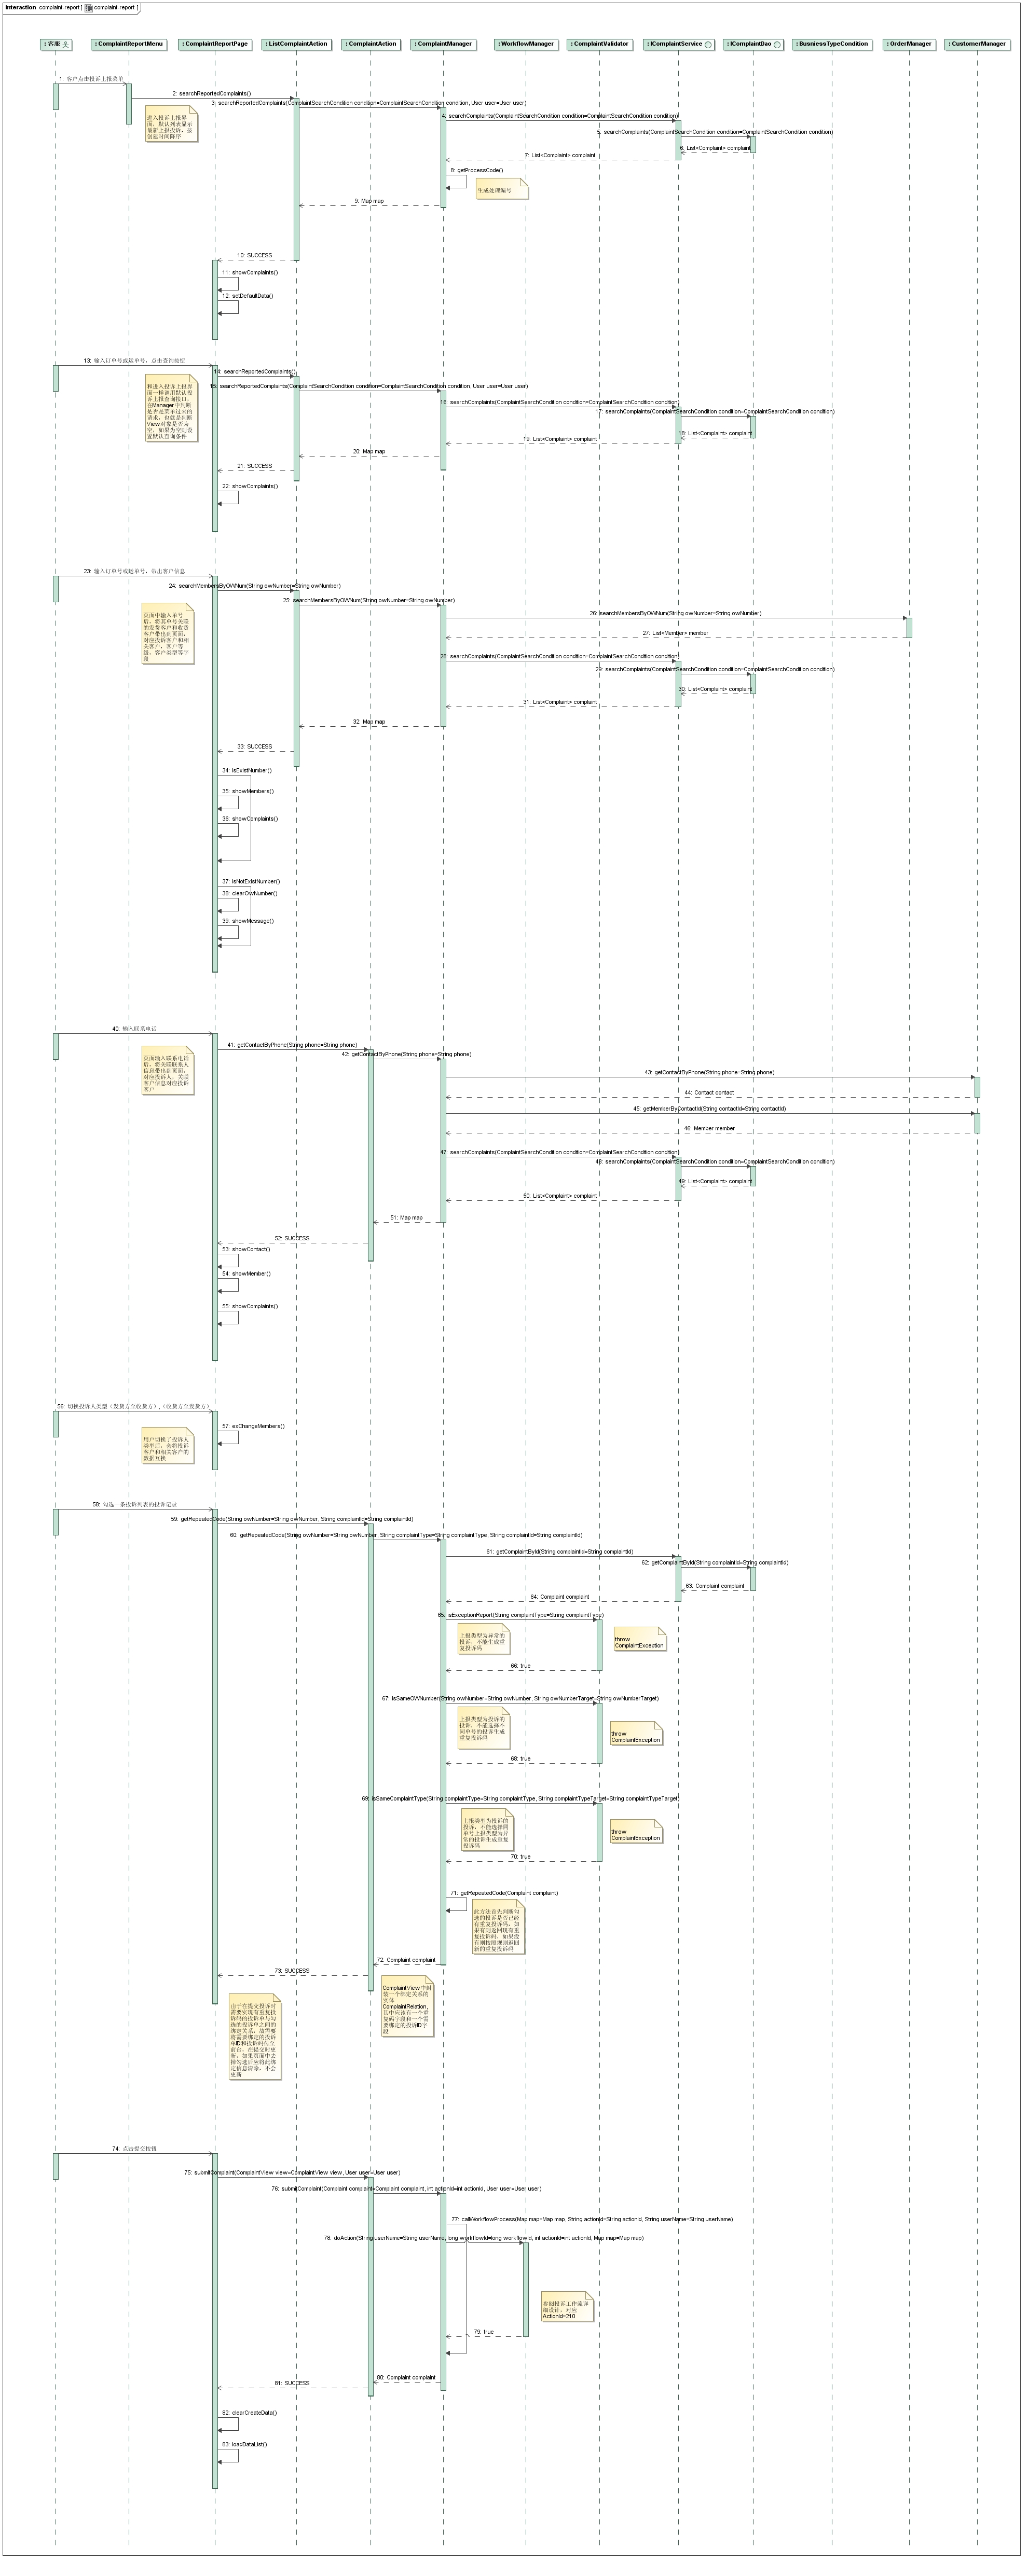 interaction complaint-report [ complaint-report ]
: 客服
: ComplaintReportMenu
: ComplaintReportPage
: ListComplaintAction
: ComplaintAction
: ComplaintManager
: WorkflowManager
: ComplaintValidator
: IComplaintService
: IComplaintDao
: BusniessTypeCondition
: OrderManager
: CustomerManager
1: 客户点击投诉上报菜单
2: searchReportedComplaints()
3: searchReportedComplaints(ComplaintSearchCondition condition=ComplaintSearchCondition condition, User user=User user)
4: searchComplaints(ComplaintSearchCondition condition=ComplaintSearchCondition condition)
进入投诉上报界
面，默认列表显示
最新上报投诉，按
创建时间降序
5: searchComplaints(ComplaintSearchCondition condition=ComplaintSearchCondition condition)
6: List<Complaint> complaint
7: List<Complaint> complaint
8: getProcessCode()
生成处理编号
9: Map map
10: SUCCESS
11: showComplaints()
12: setDefaultData()
13: 输入订单号或运单号，点击查询按钮
14: searchReportedComplaints()
15: searchReportedComplaints(ComplaintSearchCondition condition=ComplaintSearchCondition condition, User user=User user)
和进入投诉上报界
面一样调用默认投
诉上报查询接口，
在Manager中判断
是否是菜单过来的
请求，也就是判断
View对象是否为
空，如果为空则设
置默认查询条件
16: searchComplaints(ComplaintSearchCondition condition=ComplaintSearchCondition condition)
17: searchComplaints(ComplaintSearchCondition condition=ComplaintSearchCondition condition)
18: List<Complaint> complaint
19: List<Complaint> complaint
20: Map map
21: SUCCESS
22: showComplaints()
23: 输入订单号或运单号，带出客户信息
24: searchMembersByOWNum(String owNumber=String owNumber)
25: searchMembersByOWNum(String owNumber=String owNumber)
26: searchMembersByOWNum(String owNumber=String owNumber)
页面中输入单号
后，将其单号关联
的发货客户和收货
客户带出到页面，
对应投诉客户和相
关客户，客户等
级，客户类型等字
段
27: List<Member> member
28: searchComplaints(ComplaintSearchCondition condition=ComplaintSearchCondition condition)
29: searchComplaints(ComplaintSearchCondition condition=ComplaintSearchCondition condition)
30: List<Complaint> complaint
31: List<Complaint> complaint
32: Map map
33: SUCCESS
34: isExistNumber()
35: showMembers()
36: showComplaints()
37: isNotExistNumber()
38: clearOwNumber()
39: showMessage()
40: 输入联系电话
41: getContactByPhone(String phone=String phone)
42: getContactByPhone(String phone=String phone)
页面输入联系电话
后，将关联联系人
信息带出到页面，
对应投诉人，关联
客户信息对应投诉
客户
43: getContactByPhone(String phone=String phone)
44: Contact contact
45: getMemberByContactId(String contactId=String contactId)
46: Member member
47: searchComplaints(ComplaintSearchCondition condition=ComplaintSearchCondition condition)
48: searchComplaints(ComplaintSearchCondition condition=ComplaintSearchCondition condition)
49: List<Complaint> complaint
50: List<Complaint> complaint
51: Map map
52: SUCCESS
53: showContact()
54: showMember()
55: showComplaints()
56: 切换投诉人类型（发货方至收货方），（收货方至发货方）
57: exChangeMembers()
用户切换了投诉人
类型后，会将投诉
客户和相关客户的
数据互换
58: 勾选一条投诉列表的投诉记录
59: getRepeatedCode(String owNumber=String owNumber, String complaintId=String complaintId)
60: getRepeatedCode(String owNumber=String owNumber, String complaintType=String complaintType, String complaintId=String complaintId)
61: getComplaintById(String complaintId=String complaintId)
62: getComplaintById(String complaintId=String complaintId)
63: Complaint complaint
64: Complaint complaint
65: isExceptionReport(String complaintType=String complaintType)
上报类型为异常的
投诉，不能生成重
复投诉码
throw
ComplaintException
66: true
67: isSameOWNumber(String owNumber=String owNumber, String owNumberTarget=String owNumberTarget)
上报类型为投诉的
投诉，不能选择不
同单号的投诉生成
重复投诉码
throw
ComplaintException
68: true
69: isSameComplaintType(String complaintType=String complaintType, String complaintTypeTarget=String complaintTypeTarget)
上报类型为投诉的
投诉，不能选择同
单号上报类型为异
常的投诉生成重复
投诉码
throw
ComplaintException
70: true
71: getRepeatedCode(Complaint complaint)
此方法首先判断勾
选的投诉是否已经
有重复投诉码，如
果有则返回现有重
复投诉码，如果没
有则按照规则返回
新的重复投诉码
72: Complaint complaint
73: SUCCESS
ComplaintView中封
装一个绑定关系的
实体
ComplaintRelation，
其中应该有一个重
复码字段和一个需
要绑定的投诉ID字
段
由于在提交投诉时
需要实现有重复投
诉码的投诉单与勾
选的投诉单之间的
绑定关系，故需要
将需要绑定的投诉
单ID和投诉码传至
前台，在提交时更
新，如果页面中去
掉勾选后应将此绑
定信息清除，不会
更新
74: 点击提交按钮
75: submitComplaint(ComplaintView view=ComplaintView view, User user=User user)
76: submitComplaint(Complaint complaint=Complaint complaint, int actionId=int actionId, User user=User user)
77: callWorkflowProcess(Map map=Map map, String actionId=String actionId, String userName=String userName)
78: doAction(String userName=String userName, long workflowId=long workflowId, int actionId=int actionId, Map map=Map map)
参阅投诉工作流详
细设计，对应
ActionId=210
79: true
80: Complaint complaint
81: SUCCESS
82: clearCreateData()
83: loadDataList()